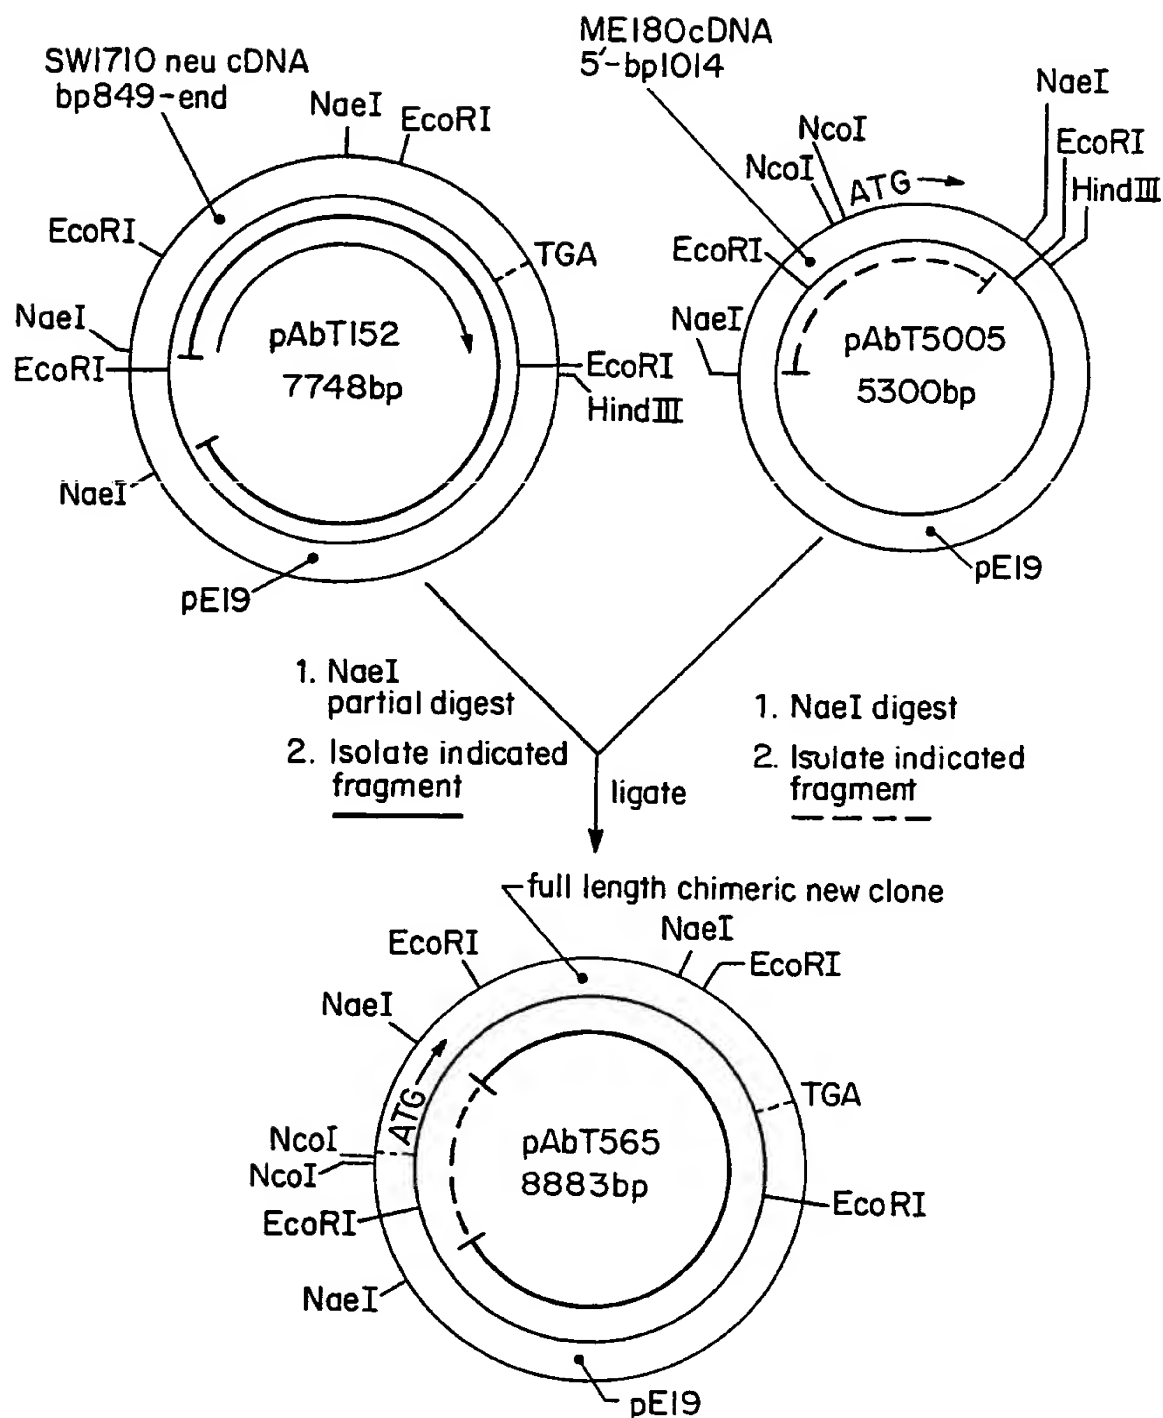 SW1710 neu cDNA
bp849-end
NaeI
EcoRI
EcoRI
NaeI
EcoRI
NaeI
TGA
EcoRI
HindIII
pAbT152
7748bp
pE19
ME180cDNA
5'-bp1014
NcoI
NcoI
ATG
NaeI
EcoRI
HindIII
EcoRI
NaeI
pAbT5005
5300bp
pE19
1. NaeI
partial digest
2. Isolate indicated
fragment
ligate
1. NaeI digest
2. Isolate indicated
fragment
full length chimeric new clone
NaeI
EcoRI
EcoRI
NaeI
ATG
NcoI
NcoI
EcoRI
NaeI
TGA
EcoRI
pAbT565
8883bp
pE19